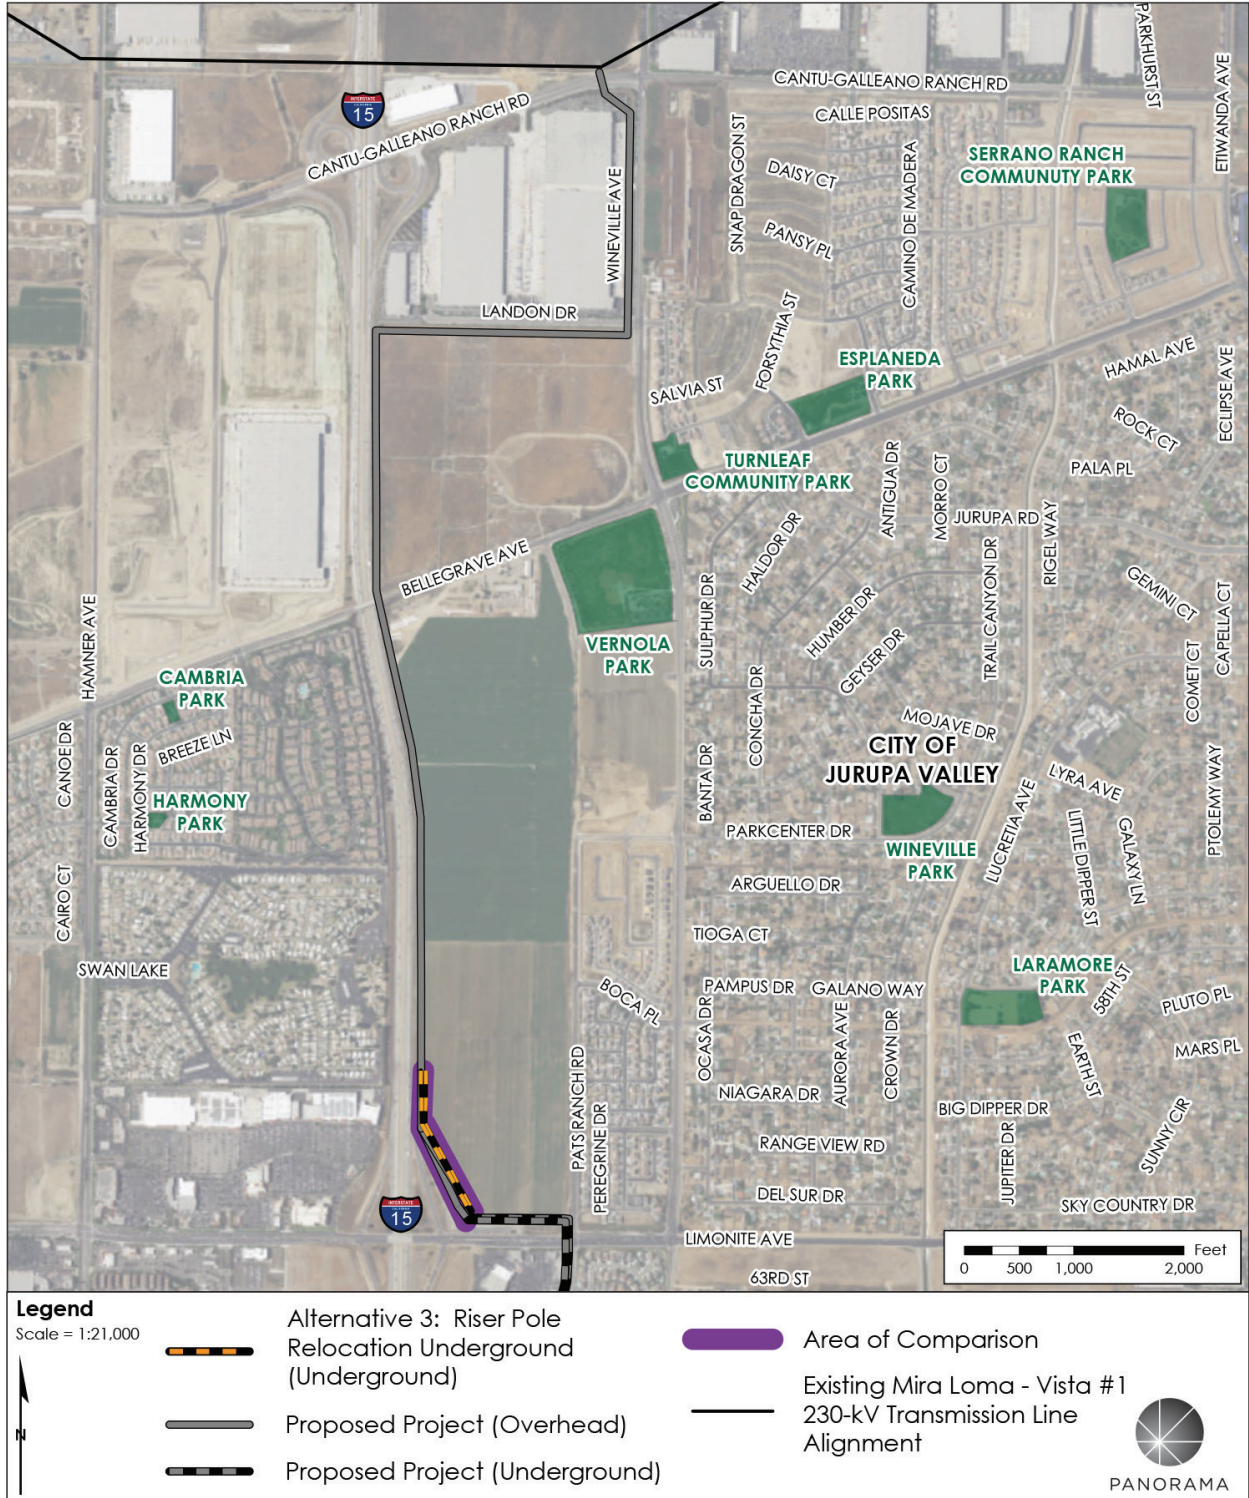 PARKHURST ST
ETIWANDA AVE
CANTU-GALLEANO RANCH RD
INTERSTATE
CALIFORNIA
15
CANTU-GALLEANO RANCH RD
CALLE POSITAS
SERRANO RANCH
COMMUNUTY PARK
SNAP DRAGON ST
DAISY CT
CAMINO DE MADERA
WINEVILLE AVE
PANSY PL
LANDON DR
FORSYTHIA ST
ESPLANEDA
PARK
HAMAL AVE
ECLIPSE AVE
SALVIA ST
ROCK CT
TURNLEAF
COMMUNITY PARK
ANTIGUA DR
MORRO CT
PALA PL
JURUPA RD
HALDOR DR
RIGEL WAY
BELLEGRAVE AVE
TRAIL CANYON DR
GEMINI CT
CAPELLA CT
SULPHUR DR
HUMBER DR
HAMNER AVE
VERNOLA
PARK
GEYSER DR
COMET CT
CAMBRIA
PARK
CONCHA DR
MOJAVE DR
CITY OF
JURUPA VALLEY
CANOE DR
BREEZE LN
CAMBRIA DR
HARMONY DR
HARMONY
PARK
BANTA DR
LYRA AVE
PTOLEMY WAY
PARKCENTER DR
LUCRETIA AVE
LITTLE DIPPER ST
GALAXY LN
WINEVILLE
PARK
CAIRO CT
ARGUELLO DR
TIOGA CT
SWAN LAKE
LARAMORE
PARK
58TH ST
BOCA PL
PAMPUS DR
GALANO WAY
PLUTO PL
OCASA DR
AURORA AVE
CROWN DR
EARTH ST
MARS PL
PATS RANCH RD
PEREGRINE DR
NIAGARA DR
BIG DIPPER DR
SUNNY CIR
RANGE VIEW RD
JUPITER DR
DEL SUR DR
SKY COUNTRY DR
INTERSTATE
CALIFORNIA
15
LIMONITE AVE
63RD ST
Feet
0 500 1,000 2,000
Legend
Scale = 1:21,000
N
Alternative 3: Riser Pole
Relocation Underground
(Underground)
Proposed Project (Overhead)
Proposed Project (Underground)
Area of Comparison
Existing Mira Loma - Vista #1
230-kV Transmission Line
Alignment
PANORAMA